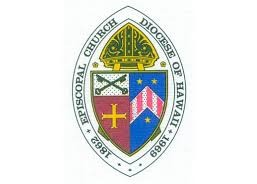 1862 + EPISCOPAL CHURCH
DIOCESE OF HAWAII + 1969